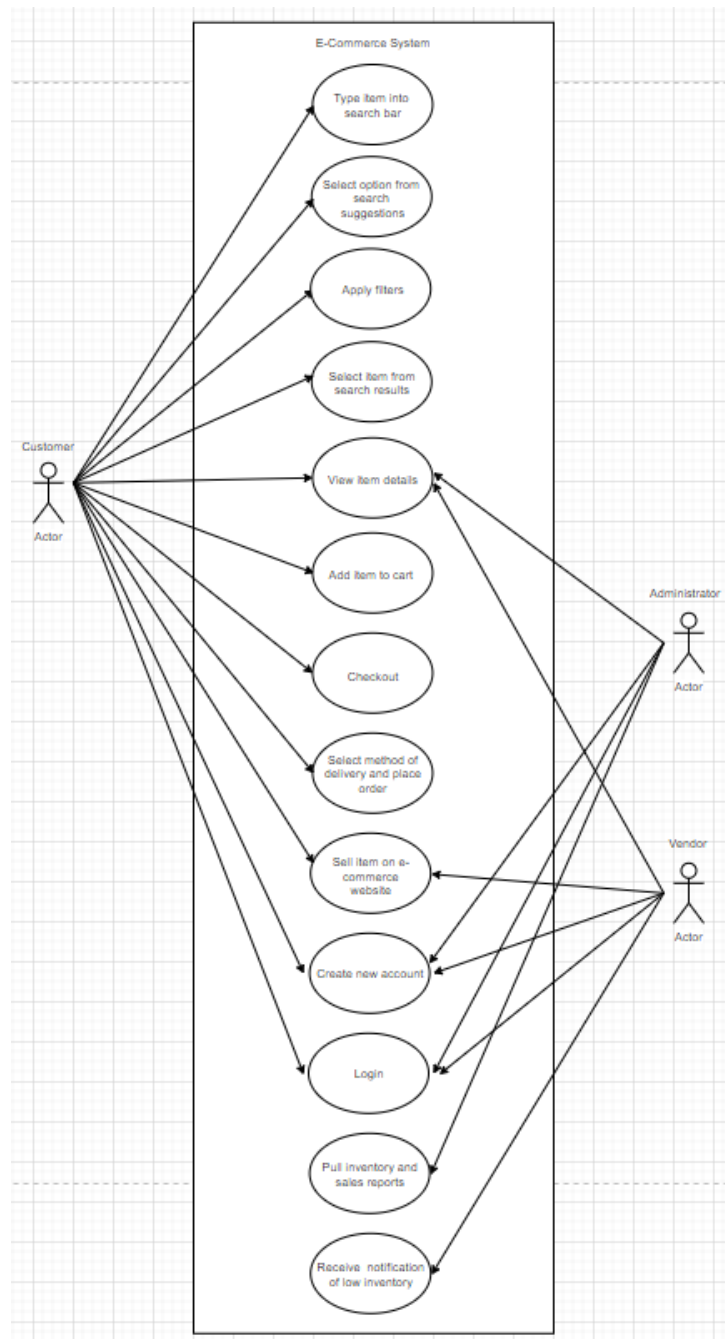 E-Commerce System
Type item into
search bar
Select option from
search
suggestions
Apply filters
Select item from
search results
Customer
Actor
View item details
Add item to cart
Administrator
Actor
Checkout
Select method of
delivery and place
order
Sell item on e-
commerce
website
Vendor
Actor
Create new account
Login
Pull inventory and
sales reports
Receive notification
of low inventory